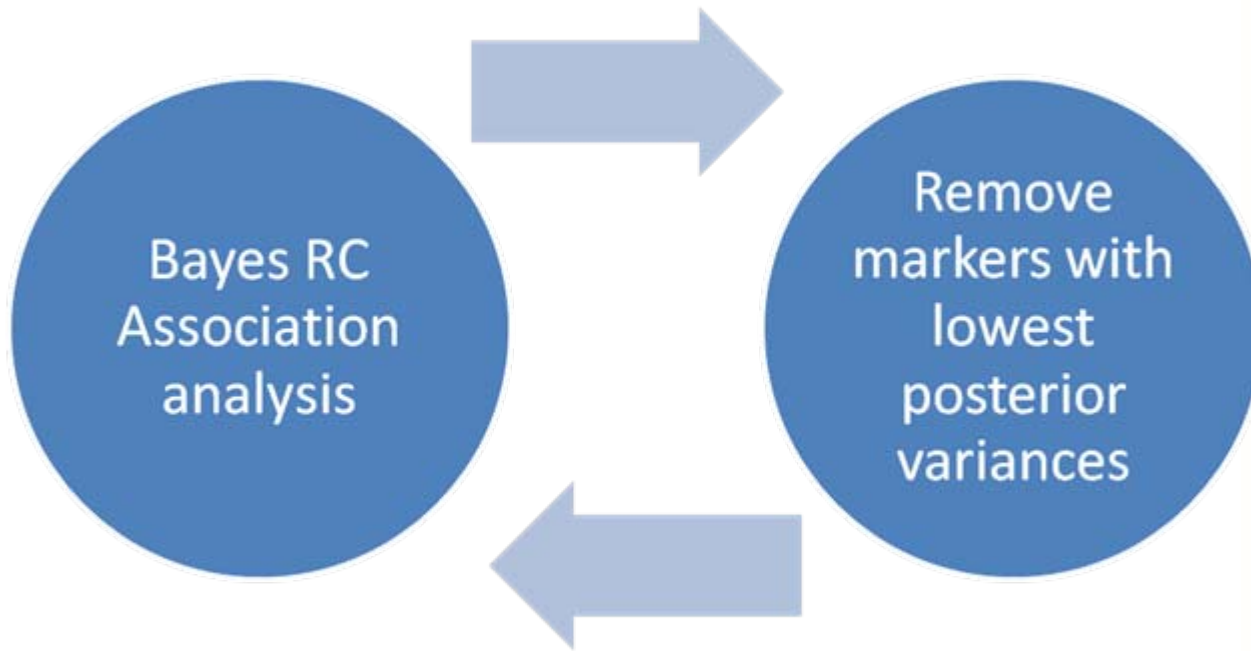 Bayes RC
Association
analysis
Remove
markers with
lowest
posterior
variances